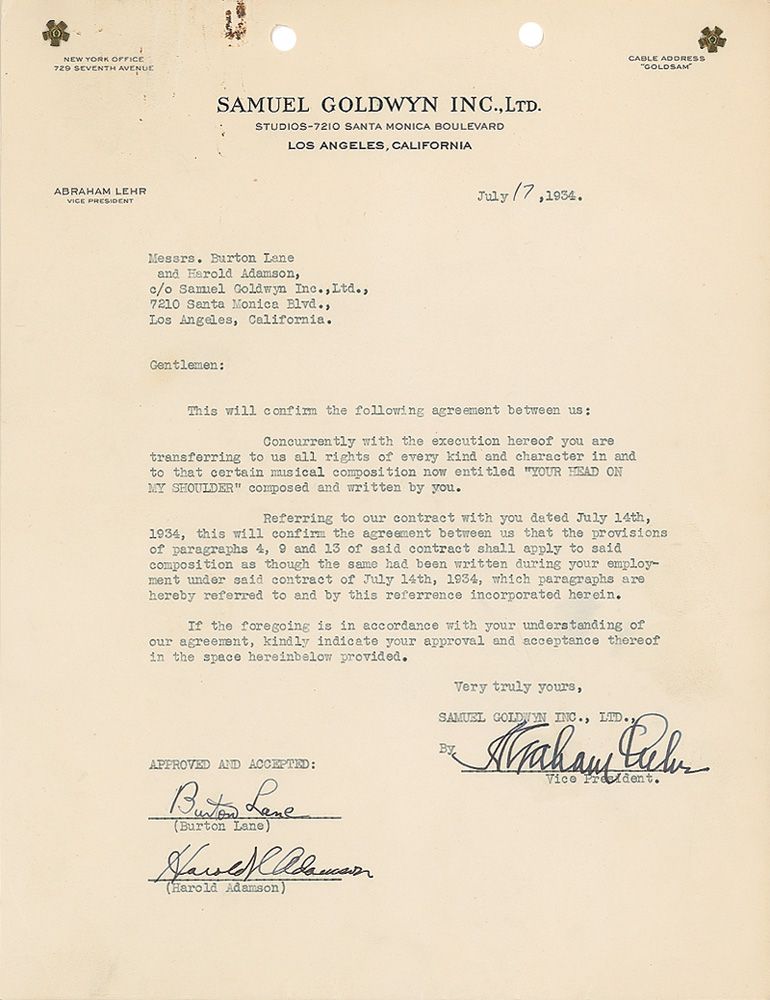 NEW YORK OFFICE
729 SEVENTH AVENUE
CABLE ADDRESS
"GOLDSAM"
SAMUEL GOLDWYN INC., LTD.
STUDIOS-7210 SANTA MONICA BOULEVARD
LOS ANGELES, CALIFORNIA
ABRAHAM LEHR
VICE PRESIDENT
July 17, 1934.
Messrs. Burton Lane
and Harold Adamson,
c/o Samuel Goldwyn Inc.,Ltd.,
7210 Santa Monica Blvd.,
Los Angeles, California.
Gentlemen:
This will confirm the following agreement between us:
Concurrently with the execution hereof you are
transferring to us all rights of every kind and character in and
to that certain musical composition now entitled "YOUR HEAD ON
MY SHOULDER" composed and written by you.
Referring to our contract with you dated July 14th,
1934, this will confirm the agreement between us that the provisions
of paragraphs 4, 9 and 13 of said contract shall apply to said
composition as though the same had been written during your employ-
ment under said contract of July 14th, 1934, which paragraphs are
hereby referred to and by this referrence incorporated herein.
If the foregoing is in accordance with your understanding of
our agreement, kindly indicate your approval and acceptance thereof
in the space hereinbelow provided.
Very truly yours,
SAMUEL GOLDWYN INC., LTD.,
By Abraham Lehr
Vice President.
APPROVED AND ACCEPTED:
Burton Lane
(Burton Lane)
Harold Adamson
(Harold Adamson)